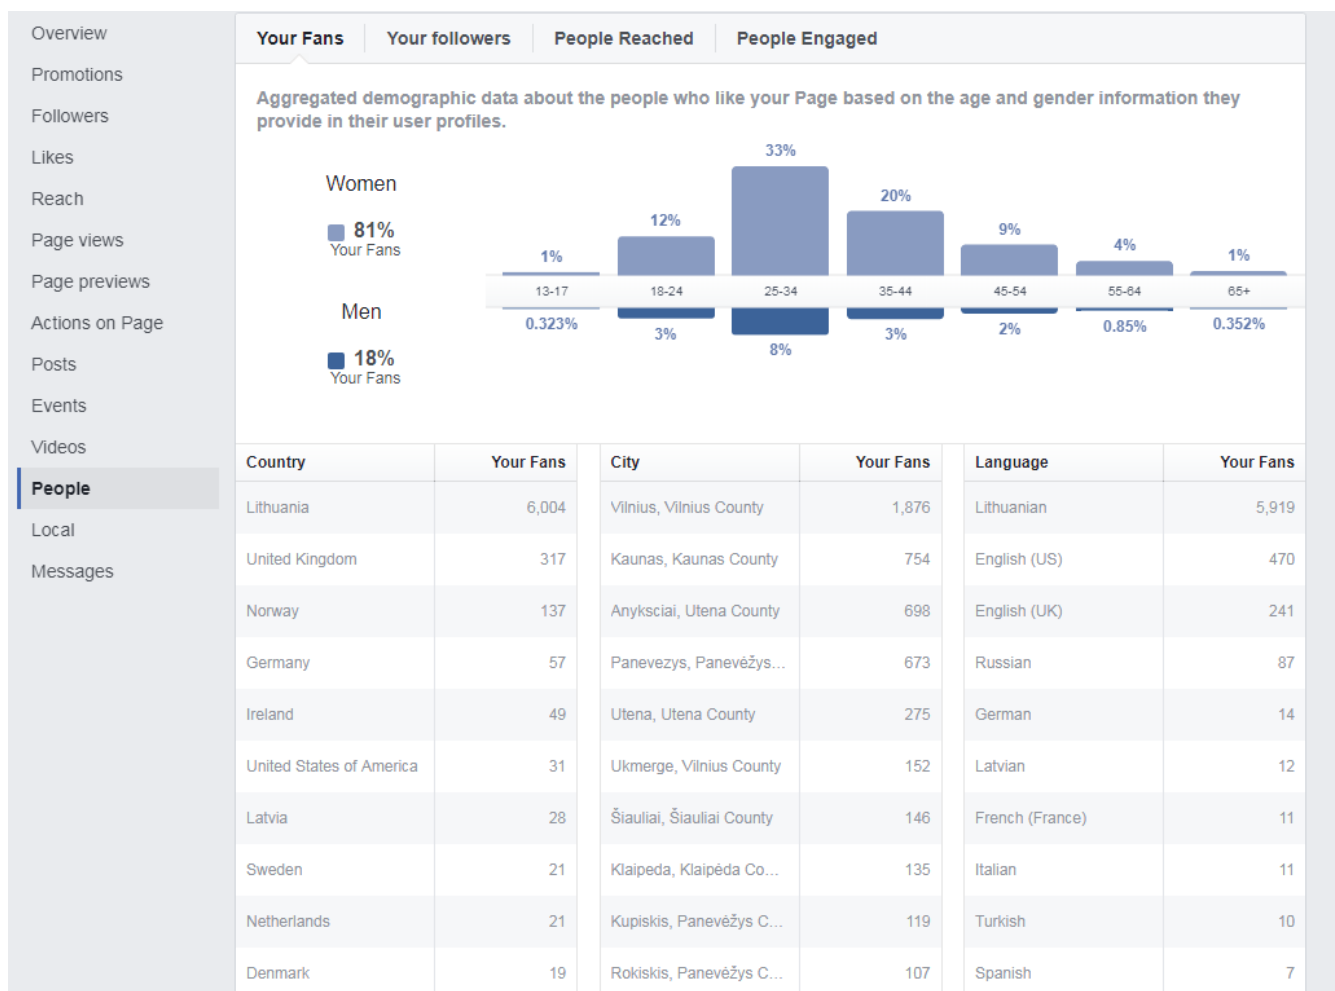 Overview
Promotions
Followers
Likes
Reach
Page views
Page previews
Actions on Page
Posts
Events
Videos
People
Local
Messages
Your Fans Your followers People Reached People Engaged
Aggregated demographic data about the people who like your Page based on the age and gender information they
provide in their user profiles.
Women
81%
Your Fans
1% 12% 33% 20% 9% 4% 1%
13-17 18-24 25-34 35-44 45-54 55-64 65+
Men
18%
Your Fans
0.323% 3% 8% 3% 2% 0.85% 0.352%
Country Your Fans
Lithuania 6,004
United Kingdom 317
Norway 137
Germany 57
Ireland 49
United States of America 31
Latvia 28
Sweden 21
Netherlands 21
Denmark 19
City Your Fans
Vilnius, Vilnius County 1,876
Kaunas, Kaunas County 754
Anyksciai, Utena County 698
Panevezys, Panevėžys... 673
Utena, Utena County 275
Ukmerge, Vilnius County 152
Šiauliai, Šiauliai County 146
Klaipeda, Klaipėda Co... 135
Kupiskis, Panevėžys C... 119
Rokiskis, Panevėžys C... 107
Language Your Fans
Lithuanian 5,919
English (US) 470
English (UK) 241
Russian 87
German 14
Latvian 12
French (France) 11
Italian 11
Turkish 10
Spanish 7